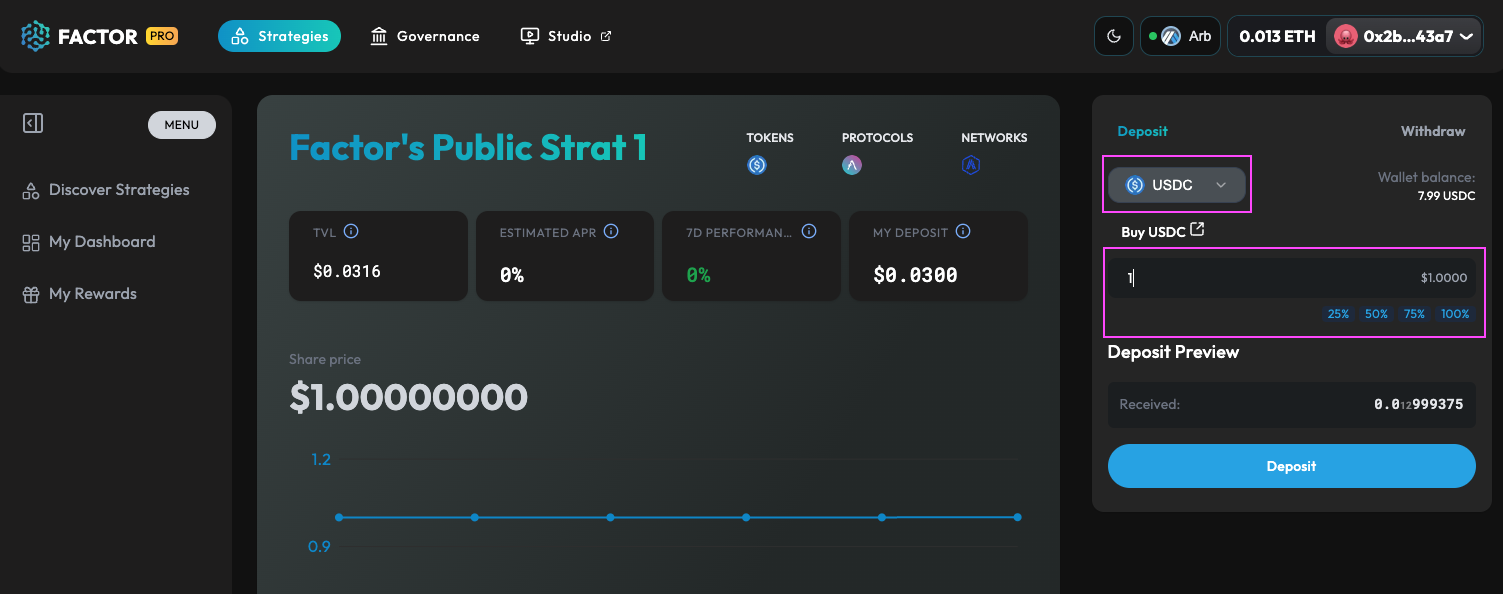 FACTOR PRO
Strategies
Governance
Studio
Arb
0.013 ETH
0x2b...43a7
MENU
Discover Strategies
My Dashboard
My Rewards
Factor's Public Strat 1
TOKENS
PROTOCOLS
NETWORKS
TVL
$0.0316
ESTIMATED APR
0%
7D PERFORMAN...
0%
MY DEPOSIT
$0.0300
Share price
$1.00000000
1.2
0.9
Deposit
Withdraw
USDC
Wallet balance:
7.99 USDC
Buy USDC
1
$1.0000
25% 50% 75% 100%
Deposit Preview
Received:
0.0₁₂999375
Deposit